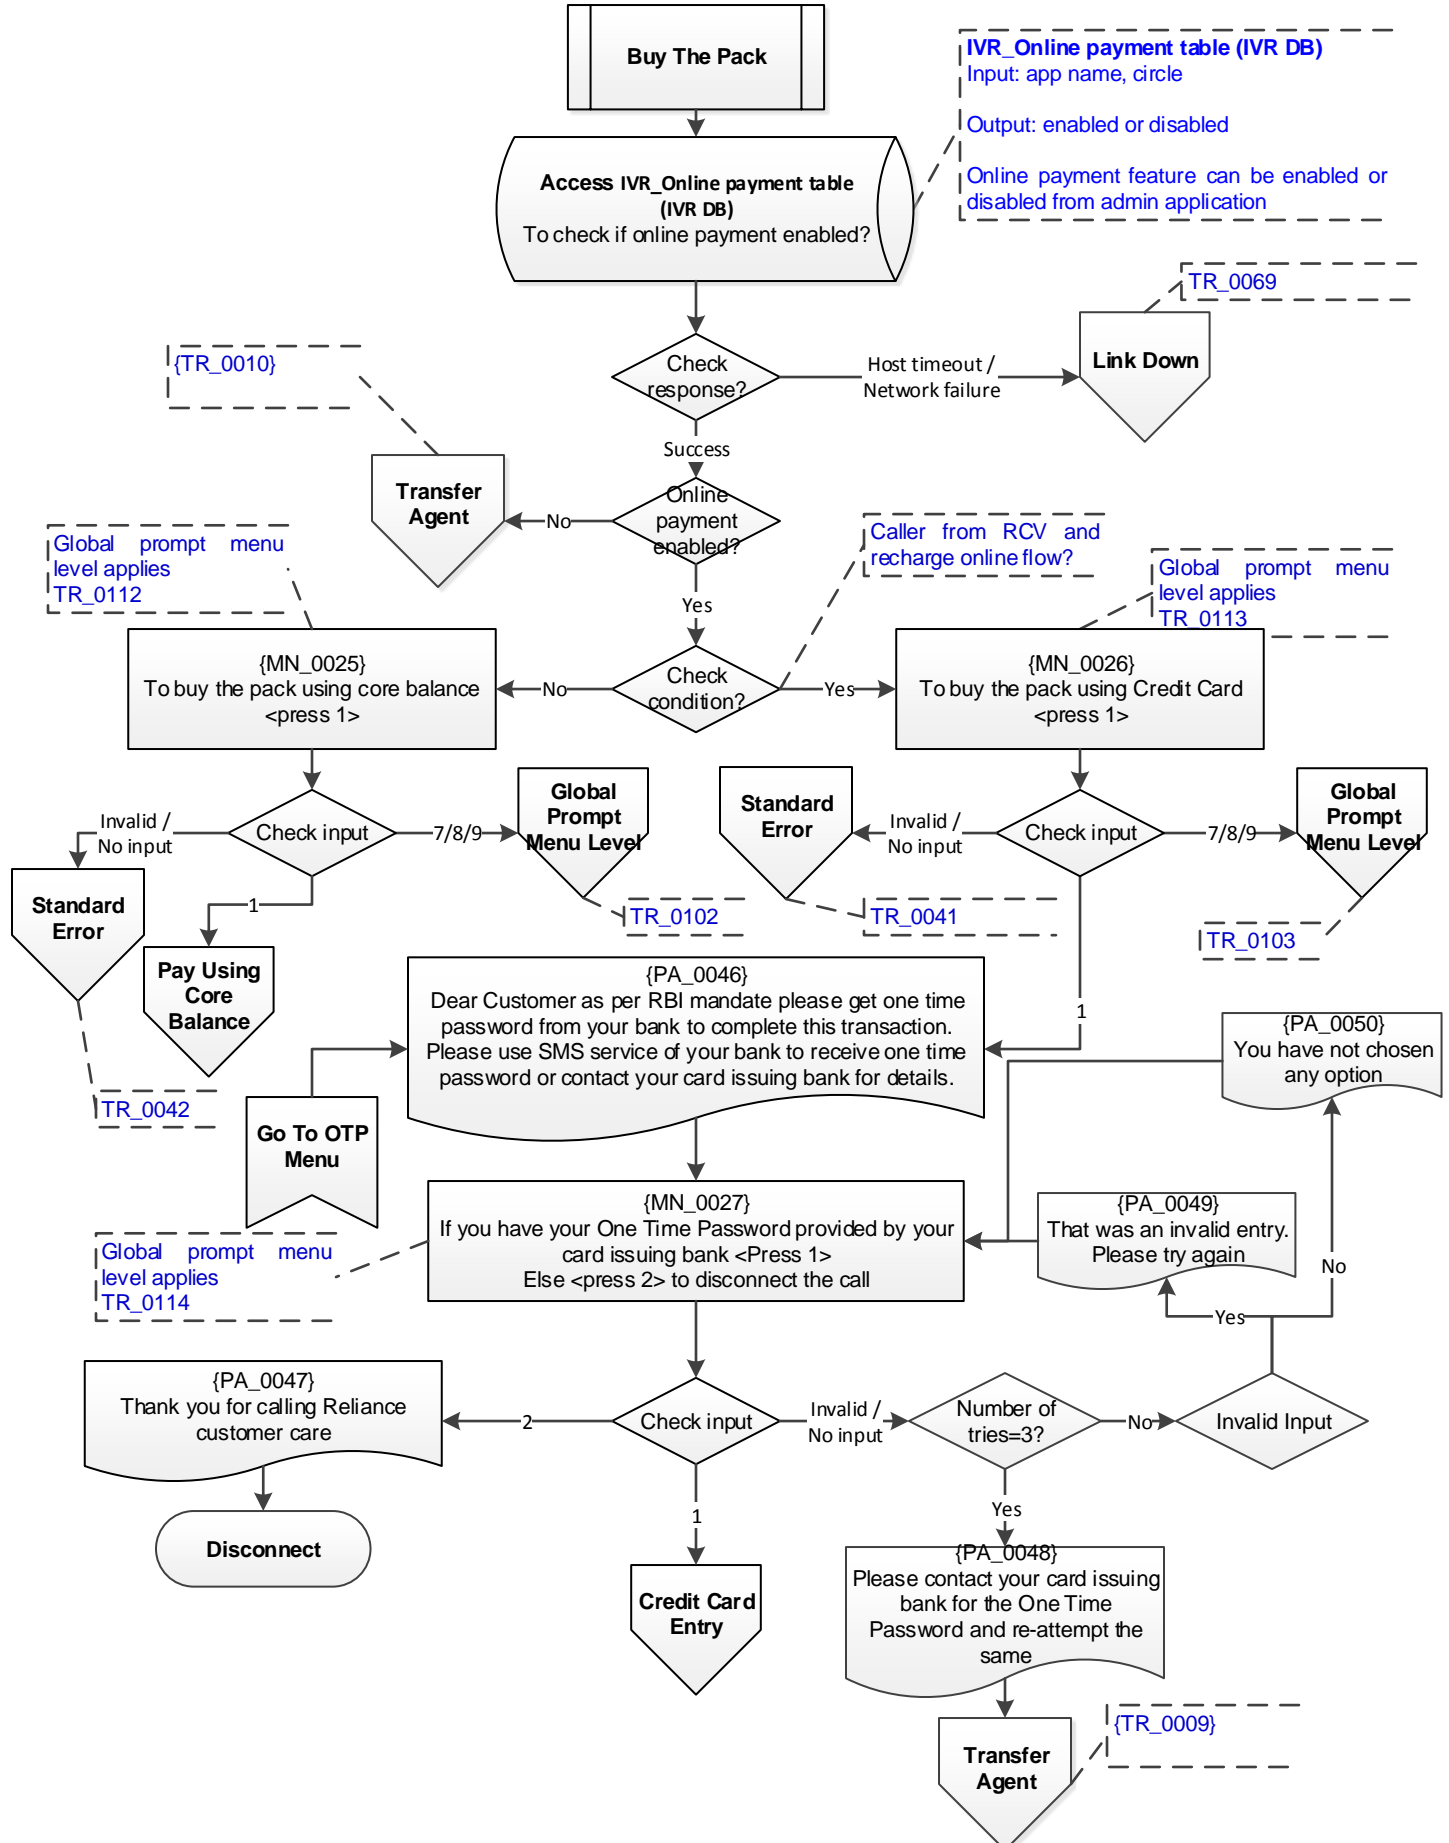 Buy The Pack
IVR_Online payment table (IVR DB)
Input: app name, circle
Output: enabled or disabled
Online payment feature can be enabled or
disabled from admin application
Access IVR_Online payment table
(IVR DB)
To check if online payment enabled?
TR_0069
Link Down
Check
response?
Host timeout /
Network failure
{TR_0010}
Success
Transfer
Agent
No
Online
payment
enabled?
Global prompt menu
level applies
TR_0112
Caller from RCV and
recharge online flow?
Global prompt menu
level applies
TR_0113
Yes
{MN_0025}
To buy the pack using core balance
<press 1>
No
Check
condition?
Yes
{MN_0026}
To buy the pack using Credit Card
<press 1>
Invalid /
No input
Check input
7/8/9
Global
Prompt
Menu Level
Standard
Error
Invalid /
No input
Check input
7/8/9
Global
Prompt
Menu Level
Standard
Error
1
TR_0102
TR_0041
TR_0103
Pay Using
Core
Balance
{PA_0046}
Dear Customer as per RBI mandate please get one time
password from your bank to complete this transaction.
Please use SMS service of your bank to receive one time
password or contact your card issuing bank for details.
1
{PA_0050}
You have not chosen
any option
TR_0042
Go To OTP
Menu
{MN_0027}
If you have your One Time Password provided by your
card issuing bank <Press 1>
Else <press 2> to disconnect the call
{PA_0049}
That was an invalid entry.
Please try again
No
Global prompt menu
level applies
TR_0114
Yes
{PA_0047}
Thank you for calling Reliance
customer care
2
Check input
Invalid /
No input
Number of
tries=3?
No
Invalid Input
Disconnect
1
Yes
Credit Card
Entry
{PA_0048}
Please contact your card issuing
bank for the One Time
Password and re-attempt the
same
{TR_0009}
Transfer
Agent